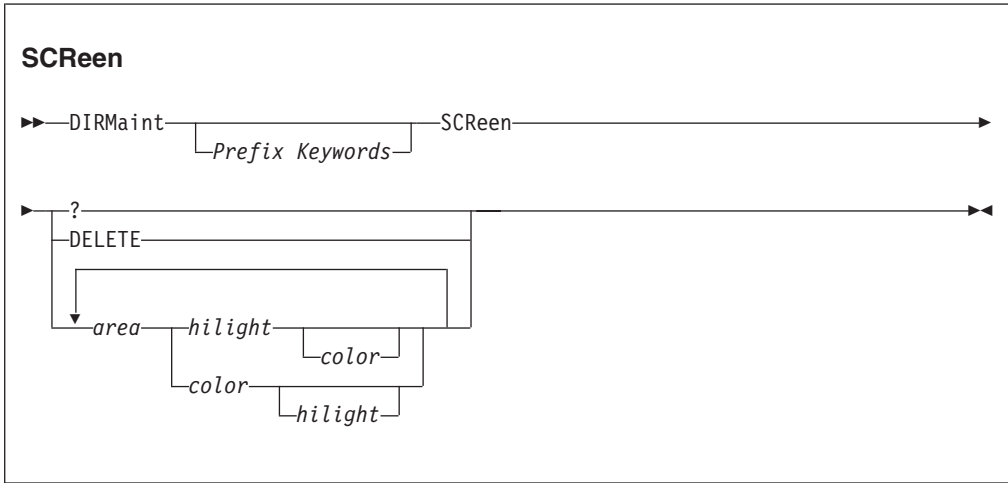 SCReen
DIRMaint SCReen
Prefix Keywords
?
DELETE
area hilight
color
color
hilight